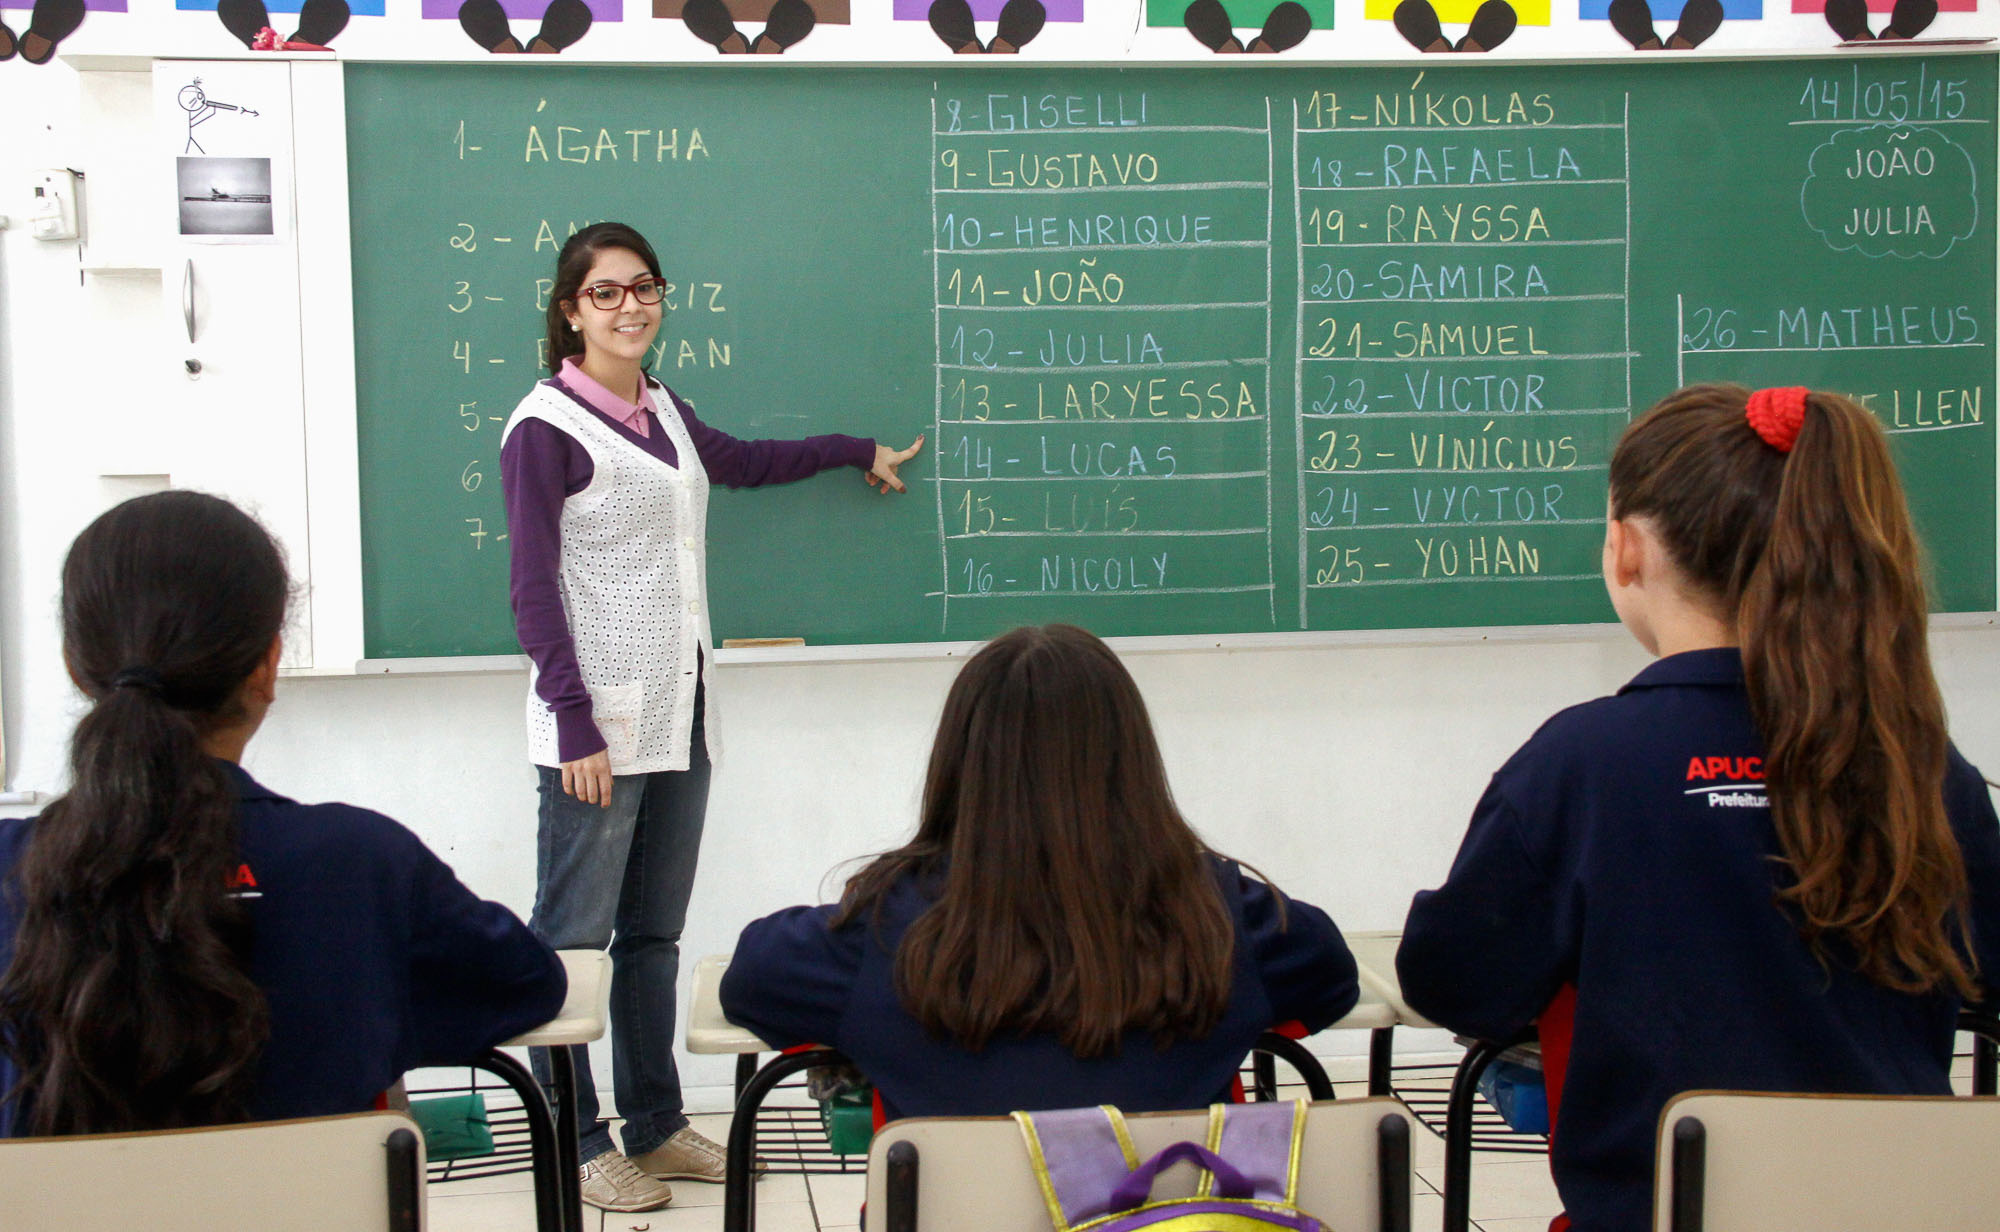 1- ÁGATHA
2 -
3 -
4 -
5-
6
7-
8-GISELLI
9-GUSTAVO
10-HENRIQUE
11-JOÃO
12-JULIA
13-LARYESSA
14-LUCAS
15-LUÍS
16-NICOLY
17-NÍKOLAS
18-RAFAELA
19-RAYSSA
20-SAMIRA
21-SAMUEL
22-VICTOR
23-VINÍCIUS
24-VYCTOR
25-YOHAN
14/05/15
JOÃO
JULIA
26-MATHEUS